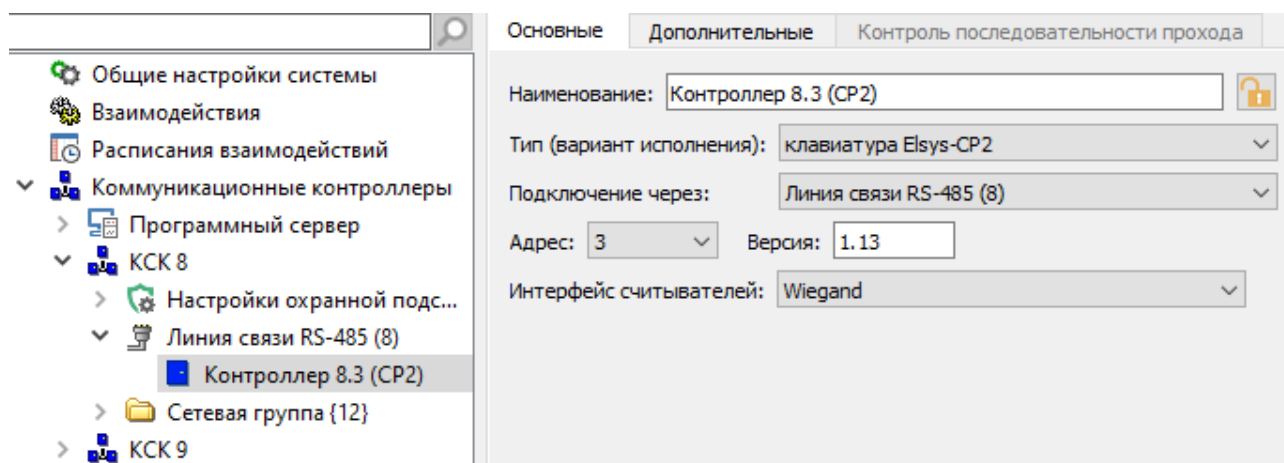 Основные Дополнительные Контроль последовательности прохода
Общие настройки системы
Взаимодействия
Расписания взаимодействий
Коммуникационные контроллеры
Программный сервер
КСК 8
Настройки охранной подс...
Линия связи RS-485 (8)
Контроллер 8.3 (CP2)
Сетевая группа {12}
КСК 9
Наименование: Контроллер 8.3 (CP2)
Тип (вариант исполнения): клавиатура Elsys-CP2
Подключение через: Линия связи RS-485 (8)
Адрес: 3 Версия: 1.13
Интерфейс считывателей: Wiegand